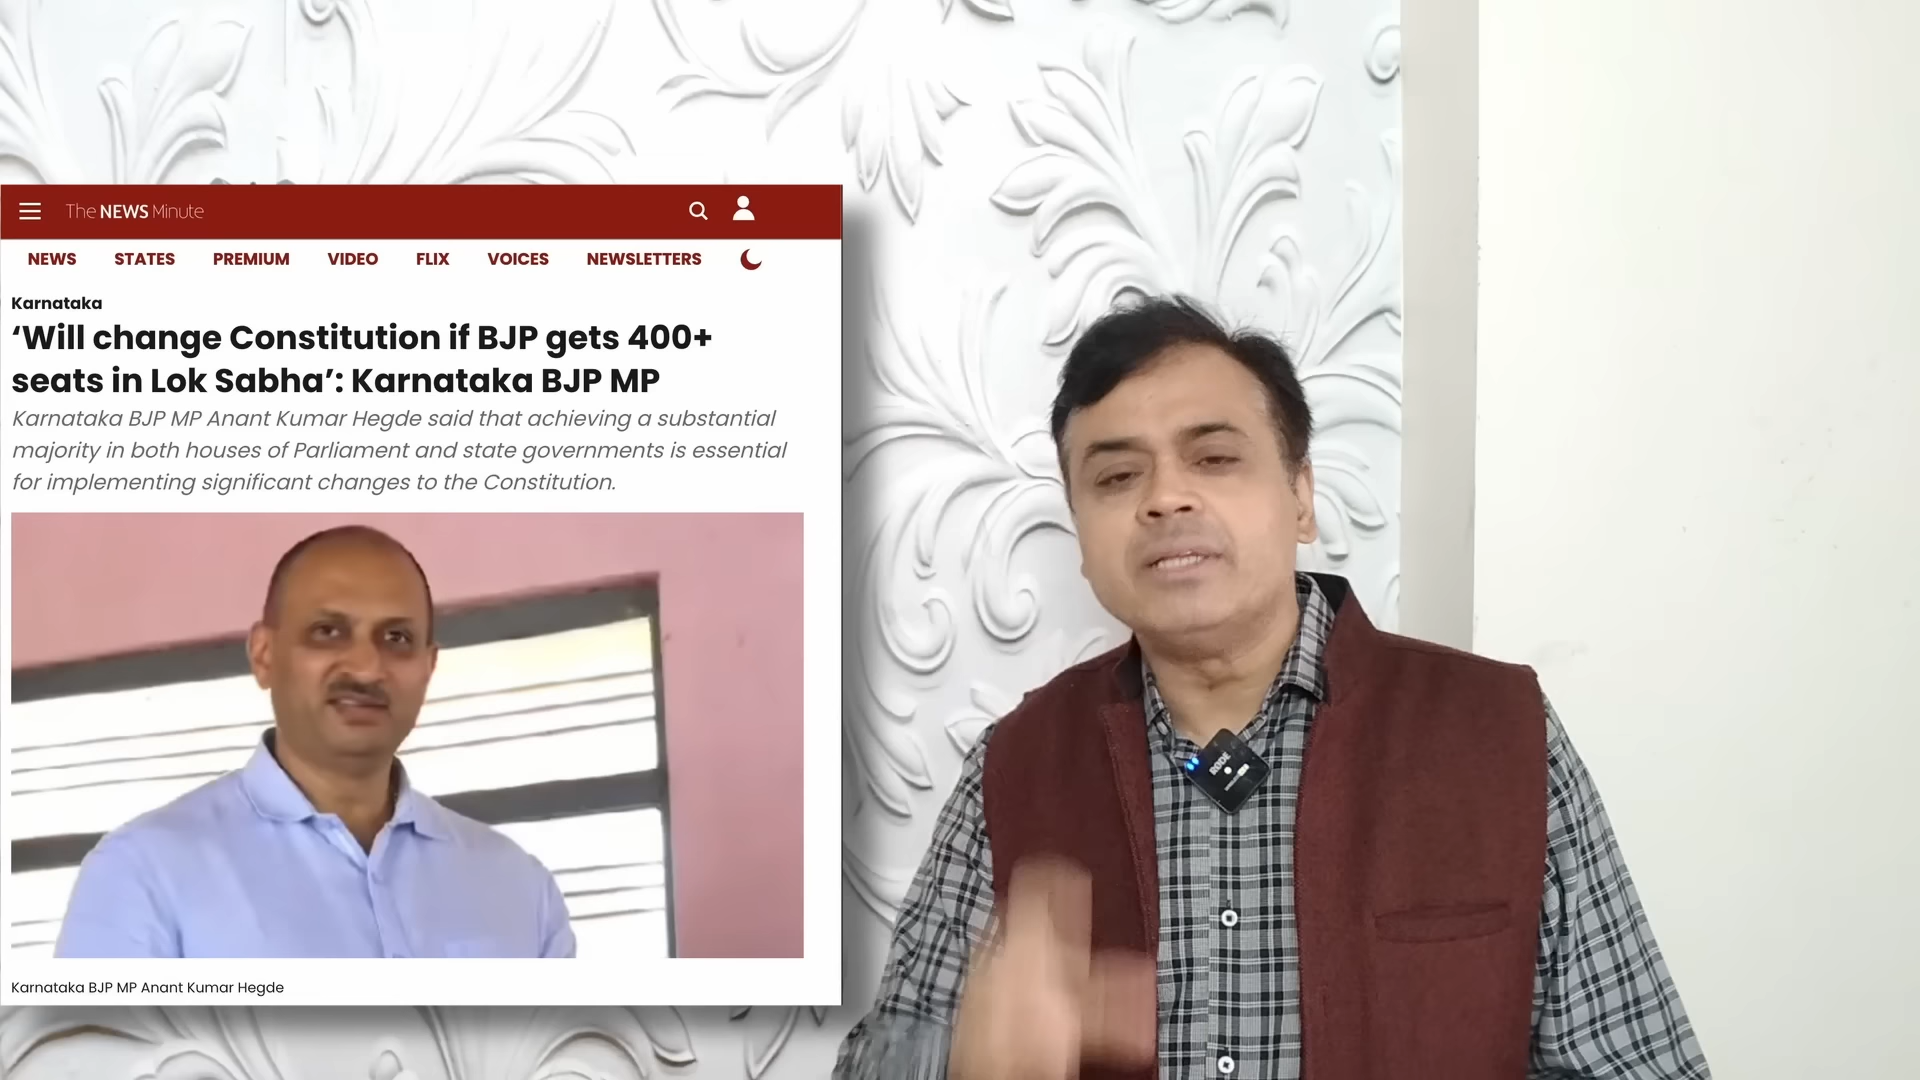 The NEWS Minute
NEWS STATES PREMIUM VIDEO FLIX VOICES NEWSLETTERS
Karnataka
‘Will change Constitution if BJP gets 400+
seats in Lok Sabha’: Karnataka BJP MP
Karnataka BJP MP Anant Kumar Hegde said that achieving a substantial
majority in both houses of Parliament and state governments is essential
for implementing significant changes to the Constitution.
Karnataka BJP MP Anant Kumar Hegde
RODE